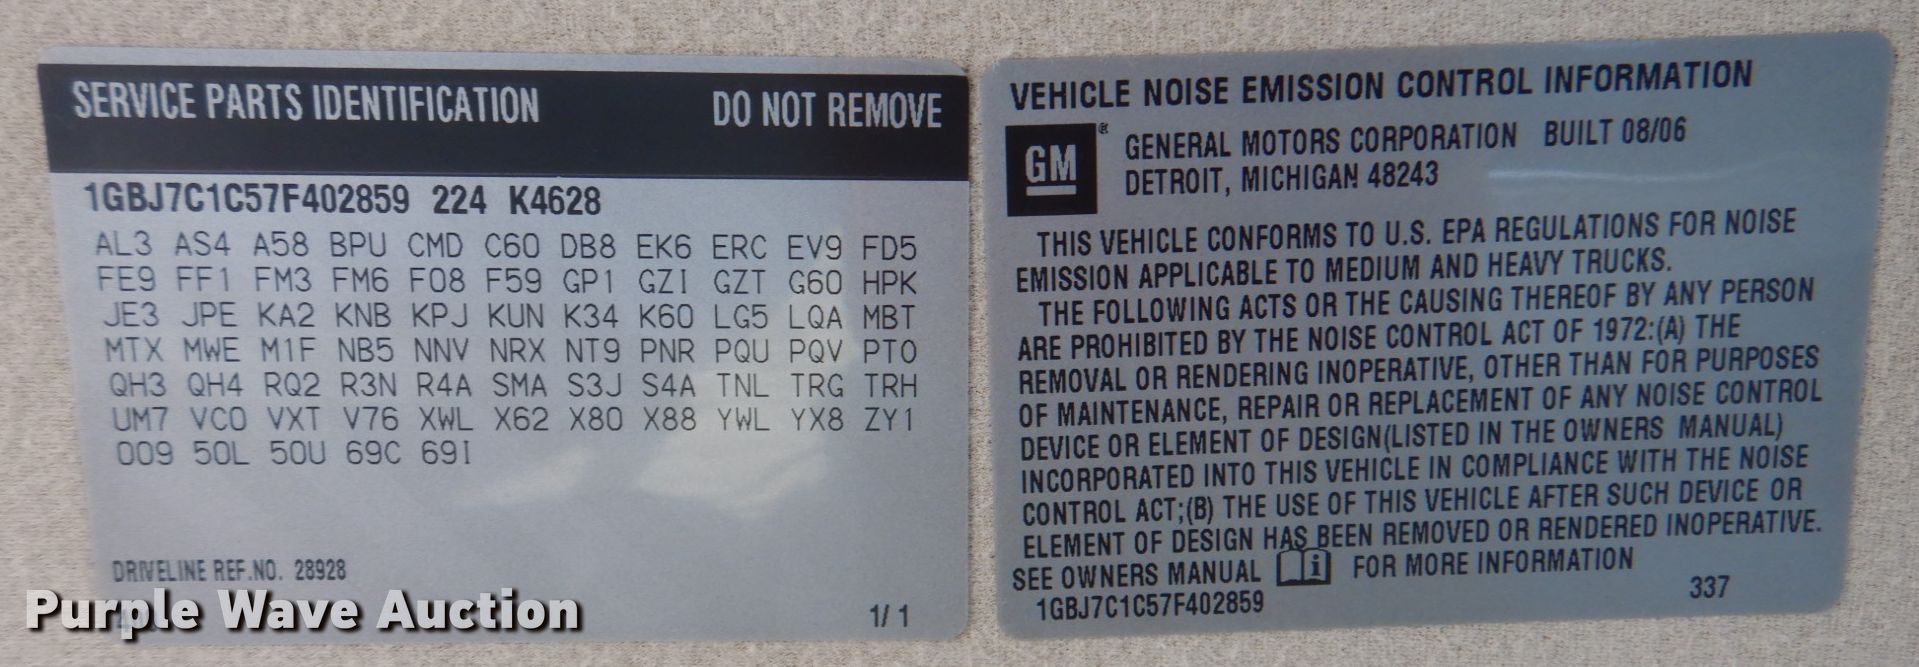 SERVICE PARTS IDENTIFICATION DO NOT REMOVE
1GBJ7C1C57F402859 224 K4628
AL3 AS4 A58 BPU CMD C60 DB8 EK6 ERC EV9 FD5
FE9 FF1 FM3 FM6 F08 F59 GP1 GZI GZT G60 HPK
JE3 JPE KA2 KNB KPJ KUN K34 K60 LG5 LQA MBT
MTX MWE M1F NB5 NNV NRX NT9 PNR PQU PQV PTO
QH3 QH4 RQ2 R3N R4A SMA S3J S4A TNL TRG TRH
UM7 VCO VXT V76 XWL X62 X80 X88 YWL YX8 ZY1
009 50L 50U 69C 69I
DRIVELINE REF.NO. 28928
1/1
Purple Wave Auction
VEHICLE NOISE EMISSION CONTROL INFORMATION
GM ® GENERAL MOTORS CORPORATION BUILT 08/06
DETROIT, MICHIGAN 48243
THIS VEHICLE CONFORMS TO U.S. EPA REGULATIONS FOR NOISE
EMISSION APPLICABLE TO MEDIUM AND HEAVY TRUCKS.
THE FOLLOWING ACTS OR THE CAUSING THEREOF BY ANY PERSON
ARE PROHIBITED BY THE NOISE CONTROL ACT OF 1972:(A) THE
REMOVAL OR RENDERING INOPERATIVE, OTHER THAN FOR PURPOSES
OF MAINTENANCE, REPAIR OR REPLACEMENT OF ANY NOISE CONTROL
DEVICE OR ELEMENT OF DESIGN(LISTED IN THE OWNERS MANUAL)
INCORPORATED INTO THIS VEHICLE IN COMPLIANCE WITH THE NOISE
CONTROL ACT;(B) THE USE OF THIS VEHICLE AFTER SUCH DEVICE OR
ELEMENT OF DESIGN HAS BEEN REMOVED OR RENDERED INOPERATIVE.
SEE OWNERS MANUAL i FOR MORE INFORMATION
1GBJ7C1C57F402859 337